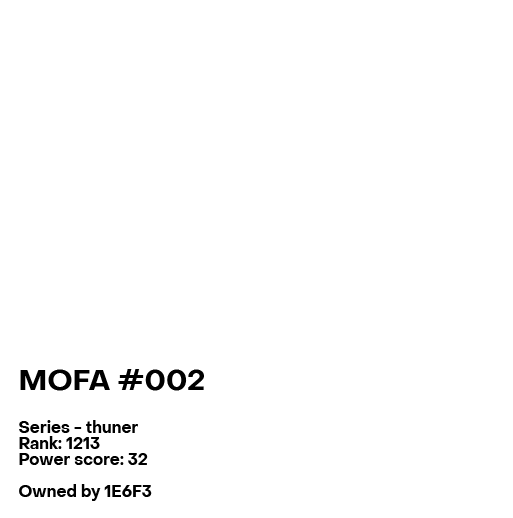 MOFA #002
Series - thuner
Rank: 1213
Power score: 32
Owned by 1E6F3